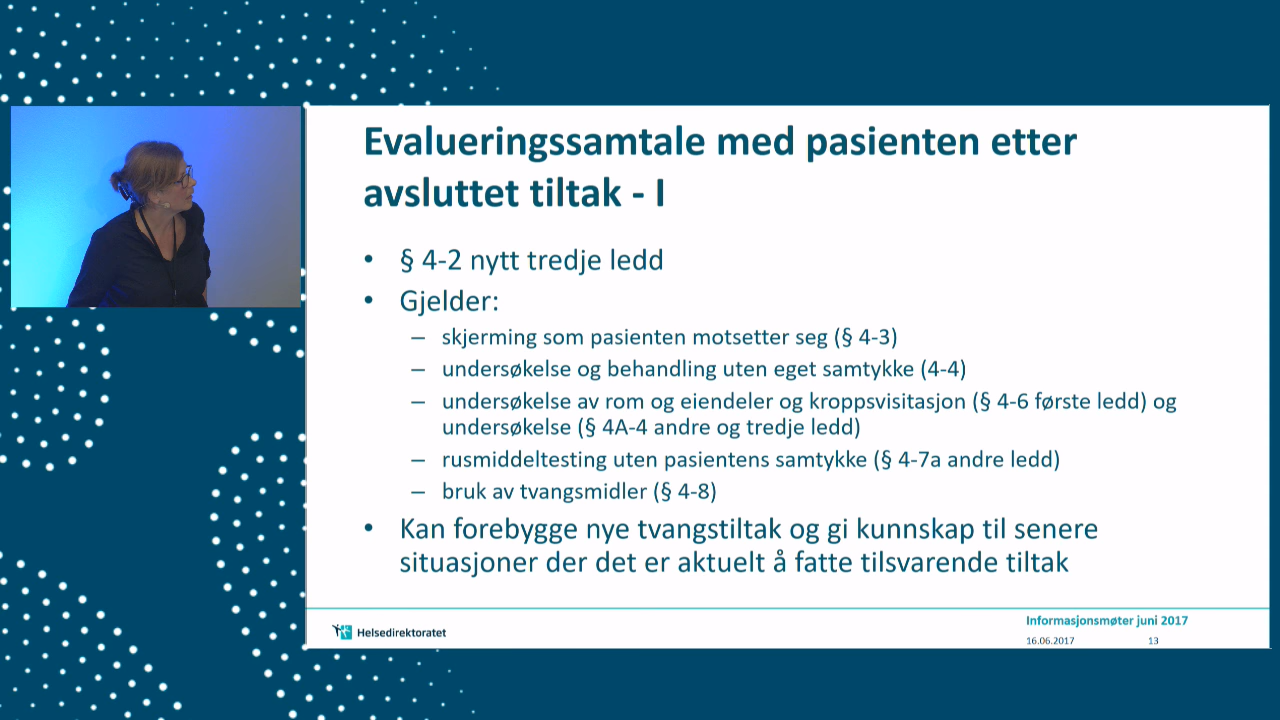 Evalueringssamtale med pasienten etter
avsluttet tiltak - I
• § 4-2 nytt tredje ledd
• Gjelder:
– skjerming som pasienten motsetter seg (§ 4-3)
– undersøkelse og behandling uten eget samtykke (4-4)
– undersøkelse av rom og eiendeler og kroppsvisitasjon (§ 4-6 første ledd) og
undersøkelse (§ 4A-4 andre og tredje ledd)
– rusmiddeltesting uten pasientens samtykke (§ 4-7a andre ledd)
– bruk av tvangsmidler (§ 4-8)
• Kan forebygge nye tvangstiltak og gi kunnskap til senere
situasjoner der det er aktuelt å fatte tilsvarende tiltak
Helsedirektoratet
Informasjonsmøter juni 2017
16.06.2017 13